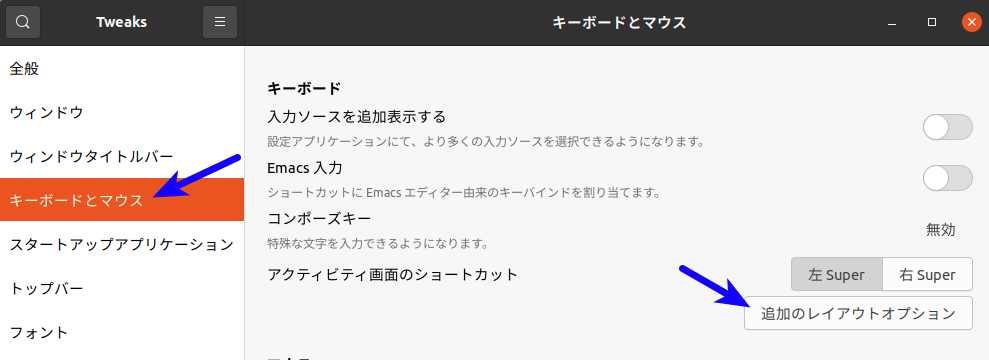 Tweaks
キーボードとマウス
全般
ウィンドウ
ウィンドウタイトルバー
キーボードとマウス
スタートアップアプリケーション
トップバー
フォント
キーボード
入力ソースを追加表示する
設定アプリケーションにて、より多くの入力ソースを選択できるようになります。
Emacs 入力
ショートカットに Emacs エディター由来のキーバインドを割り当てます。
コンポーズキー
無効
特殊な文字を入力できるようになります。
アクティビティ画面のショートカット
左 Super
右 Super
追加のレイアウトオプション